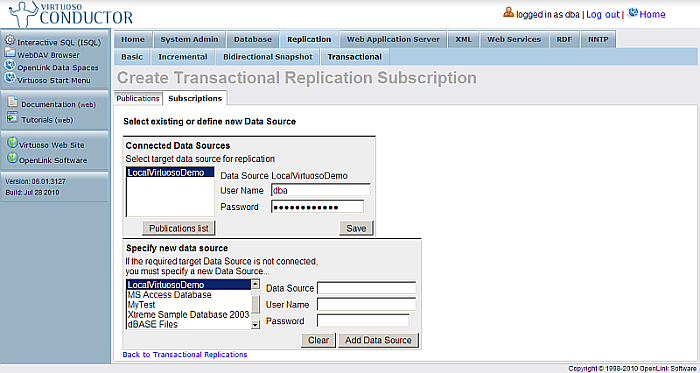 VIRTUOSO
CONDUCTOR
logged in as dba | Log out | Home
Interactive SQL (ISQL)
WebDAV Browser
OpenLink Data Spaces
Virtuoso Start Menu
Documentation (web)
Tutorials (web)
Virtuoso Web Site
OpenLink Software
Version: 06.01.3127
Build: Jul 28 2010
Home System Admin Database Replication Web Application Server XML Web Services RDF NNTP
Basic Incremental Bidirectional Snapshot Transactional
Create Transactional Replication Subscription
Publications Subscriptions
Select existing or define new Data Source
Connected Data Sources
Select target data source for replication
LocalVirtuosoDemo
Data Source LocalVirtuosoDemo
User Name dba
Password ●●●●●●●●●●●●
Publications list Save
Specify new data source
If the required target Data Source is not connected,
you must specify a new Data Source...
LocalVirtuosoDemo
MS Access Database
MyTest
Xtreme Sample Database 2003
dBASE Files
Data Source
User Name
Password
Clear Add Data Source
Back to Transactional Replications
Copyright © 1998-2010 OpenLink Software